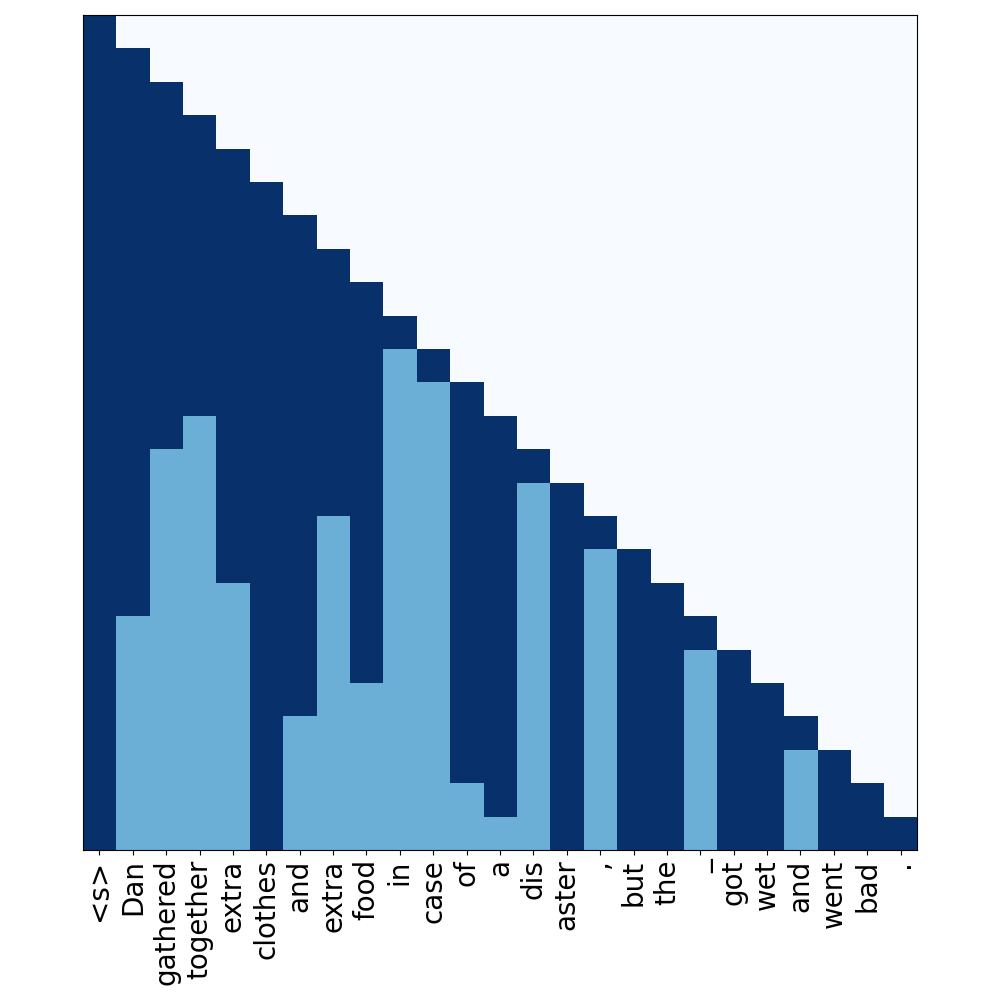 <s>
Dan
gathered
together
extra
clothes
and
extra
food
in
case
of
a
dis
aster
,
but
the
_
got
wet
and
went
bad
.